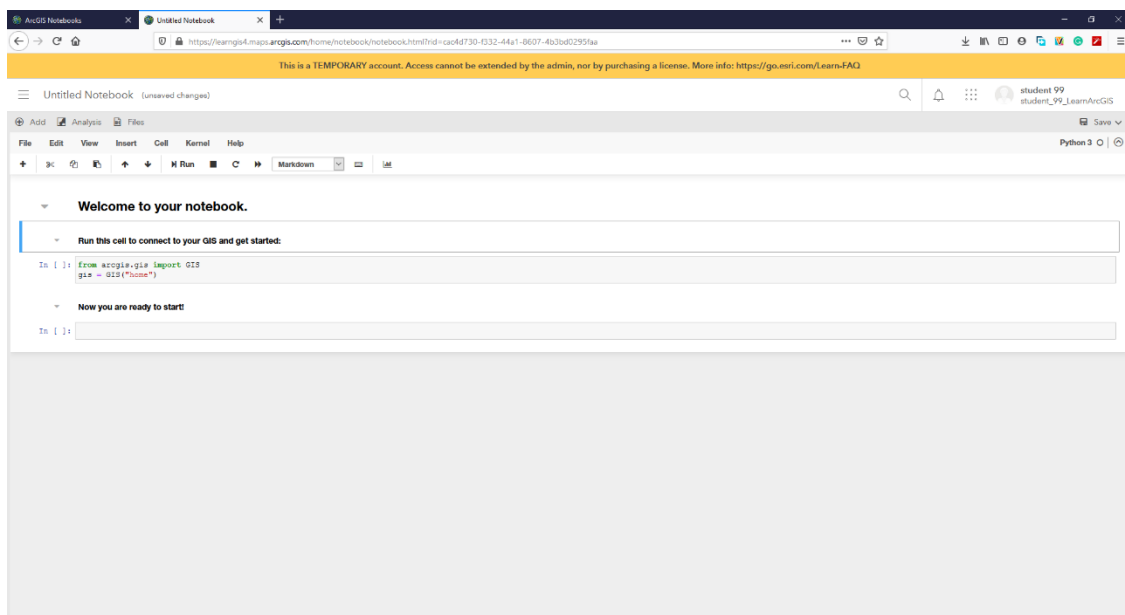 ArcGIS Notebooks
Untitled Notebook
https://learngis4.maps.arcgis.com/home/notebook/notebook.html?rid=cac4d730-f332-44a1-8607-4b3bd0295faa
This is a TEMPORARY account. Access cannot be extended by the admin, nor by purchasing a license. More info: https://go.esri.com/Learn-FAQ
Untitled Notebook (unsaved changes)
student 99
student_99_LearnArcGIS
Add Analysis Files
Save
File Edit View Insert Cell Kernel Help
Python 3
Run
Markdown
Welcome to your notebook.
Run this cell to connect to your GIS and get started:
In [ ]: from arcgis.gis import GIS
gis = GIS("home")
Now you are ready to start!
In [ ]: